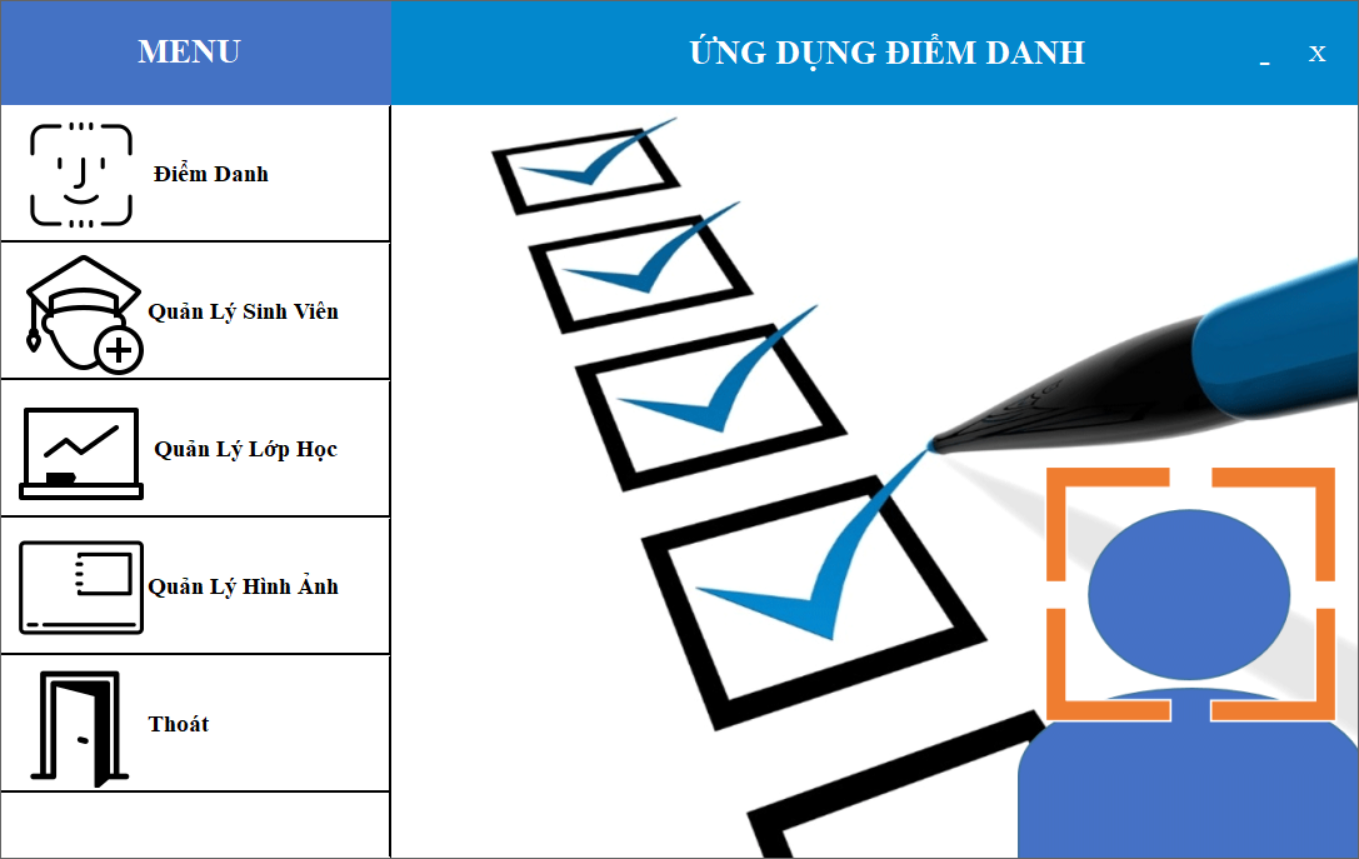 MENU
ỨNG DỤNG ĐIỂM DANH
_ X
Điểm Danh
Quản Lý Sinh Viên
Quản Lý Lớp Học
Quản Lý Hình Ảnh
Thoát